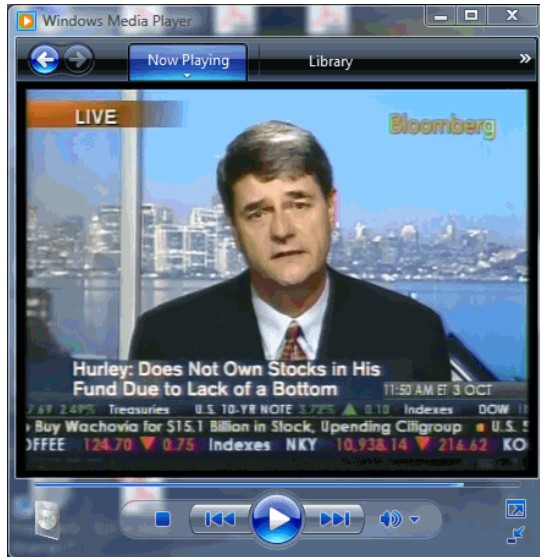 Windows Media Player
Now Playing
Library
»
LIVE
Bloomberg
Hurley: Does Not Own Stocks in His
Fund Due to Lack of a Bottom
11:50 AM ET 3 OCT
2.49% Treasuries U.S. 10-YR NOTE 3.72% ▲ 0.10 Indexes DOW
Buy Wachovia for $15.1 Billion in Stock, Upending Citigroup U.S.
OFFEE 124.70 ▼ 0.75 Indexes NKY 10,938.14 ▼ 216.62 KO